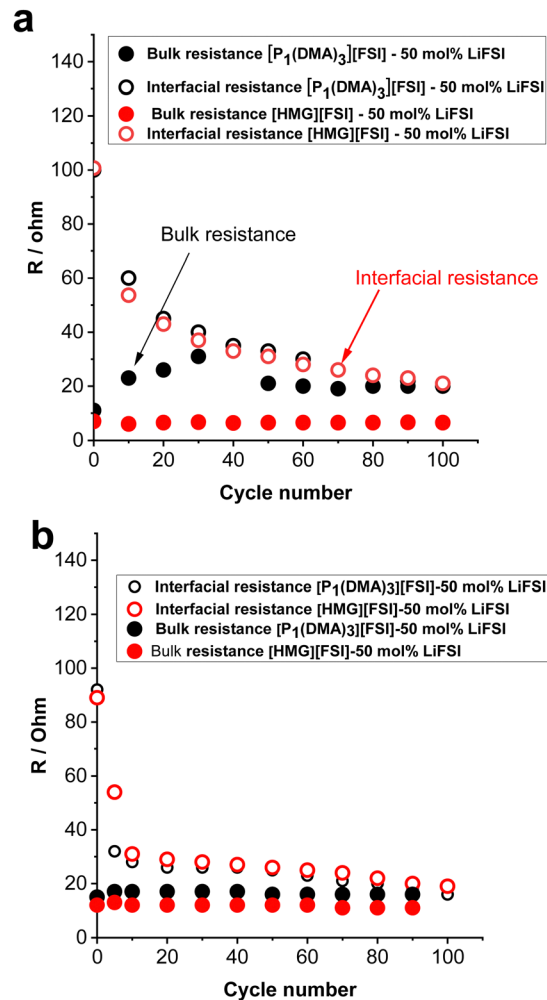 a
140
120
100
80
60
40
20
0
R / ohm
Bulk resistance [P₁(DMA)₃][FSI] - 50 mol% LiFSI
Interfacial resistance [P₁(DMA)₃][FSI] - 50 mol% LiFSI
Bulk resistance [HMG][FSI] - 50 mol% LiFSI
Interfacial resistance [HMG][FSI] - 50 mol% LiFSI
Bulk resistance
Interfacial resistance
0 20 40 60 80 100
Cycle number
b
140
120
100
80
60
40
20
0
R / Ohm
Interfacial resistance [P₁(DMA)₃][FSI]-50 mol% LiFSI
Interfacial resistance [HMG][FSI]-50 mol% LiFSI
Bulk resistance [P₁(DMA)₃][FSI]-50 mol% LiFSI
Bulk resistance [HMG][FSI]-50 mol% LiFSI
0 20 40 60 80 100
Cycle number